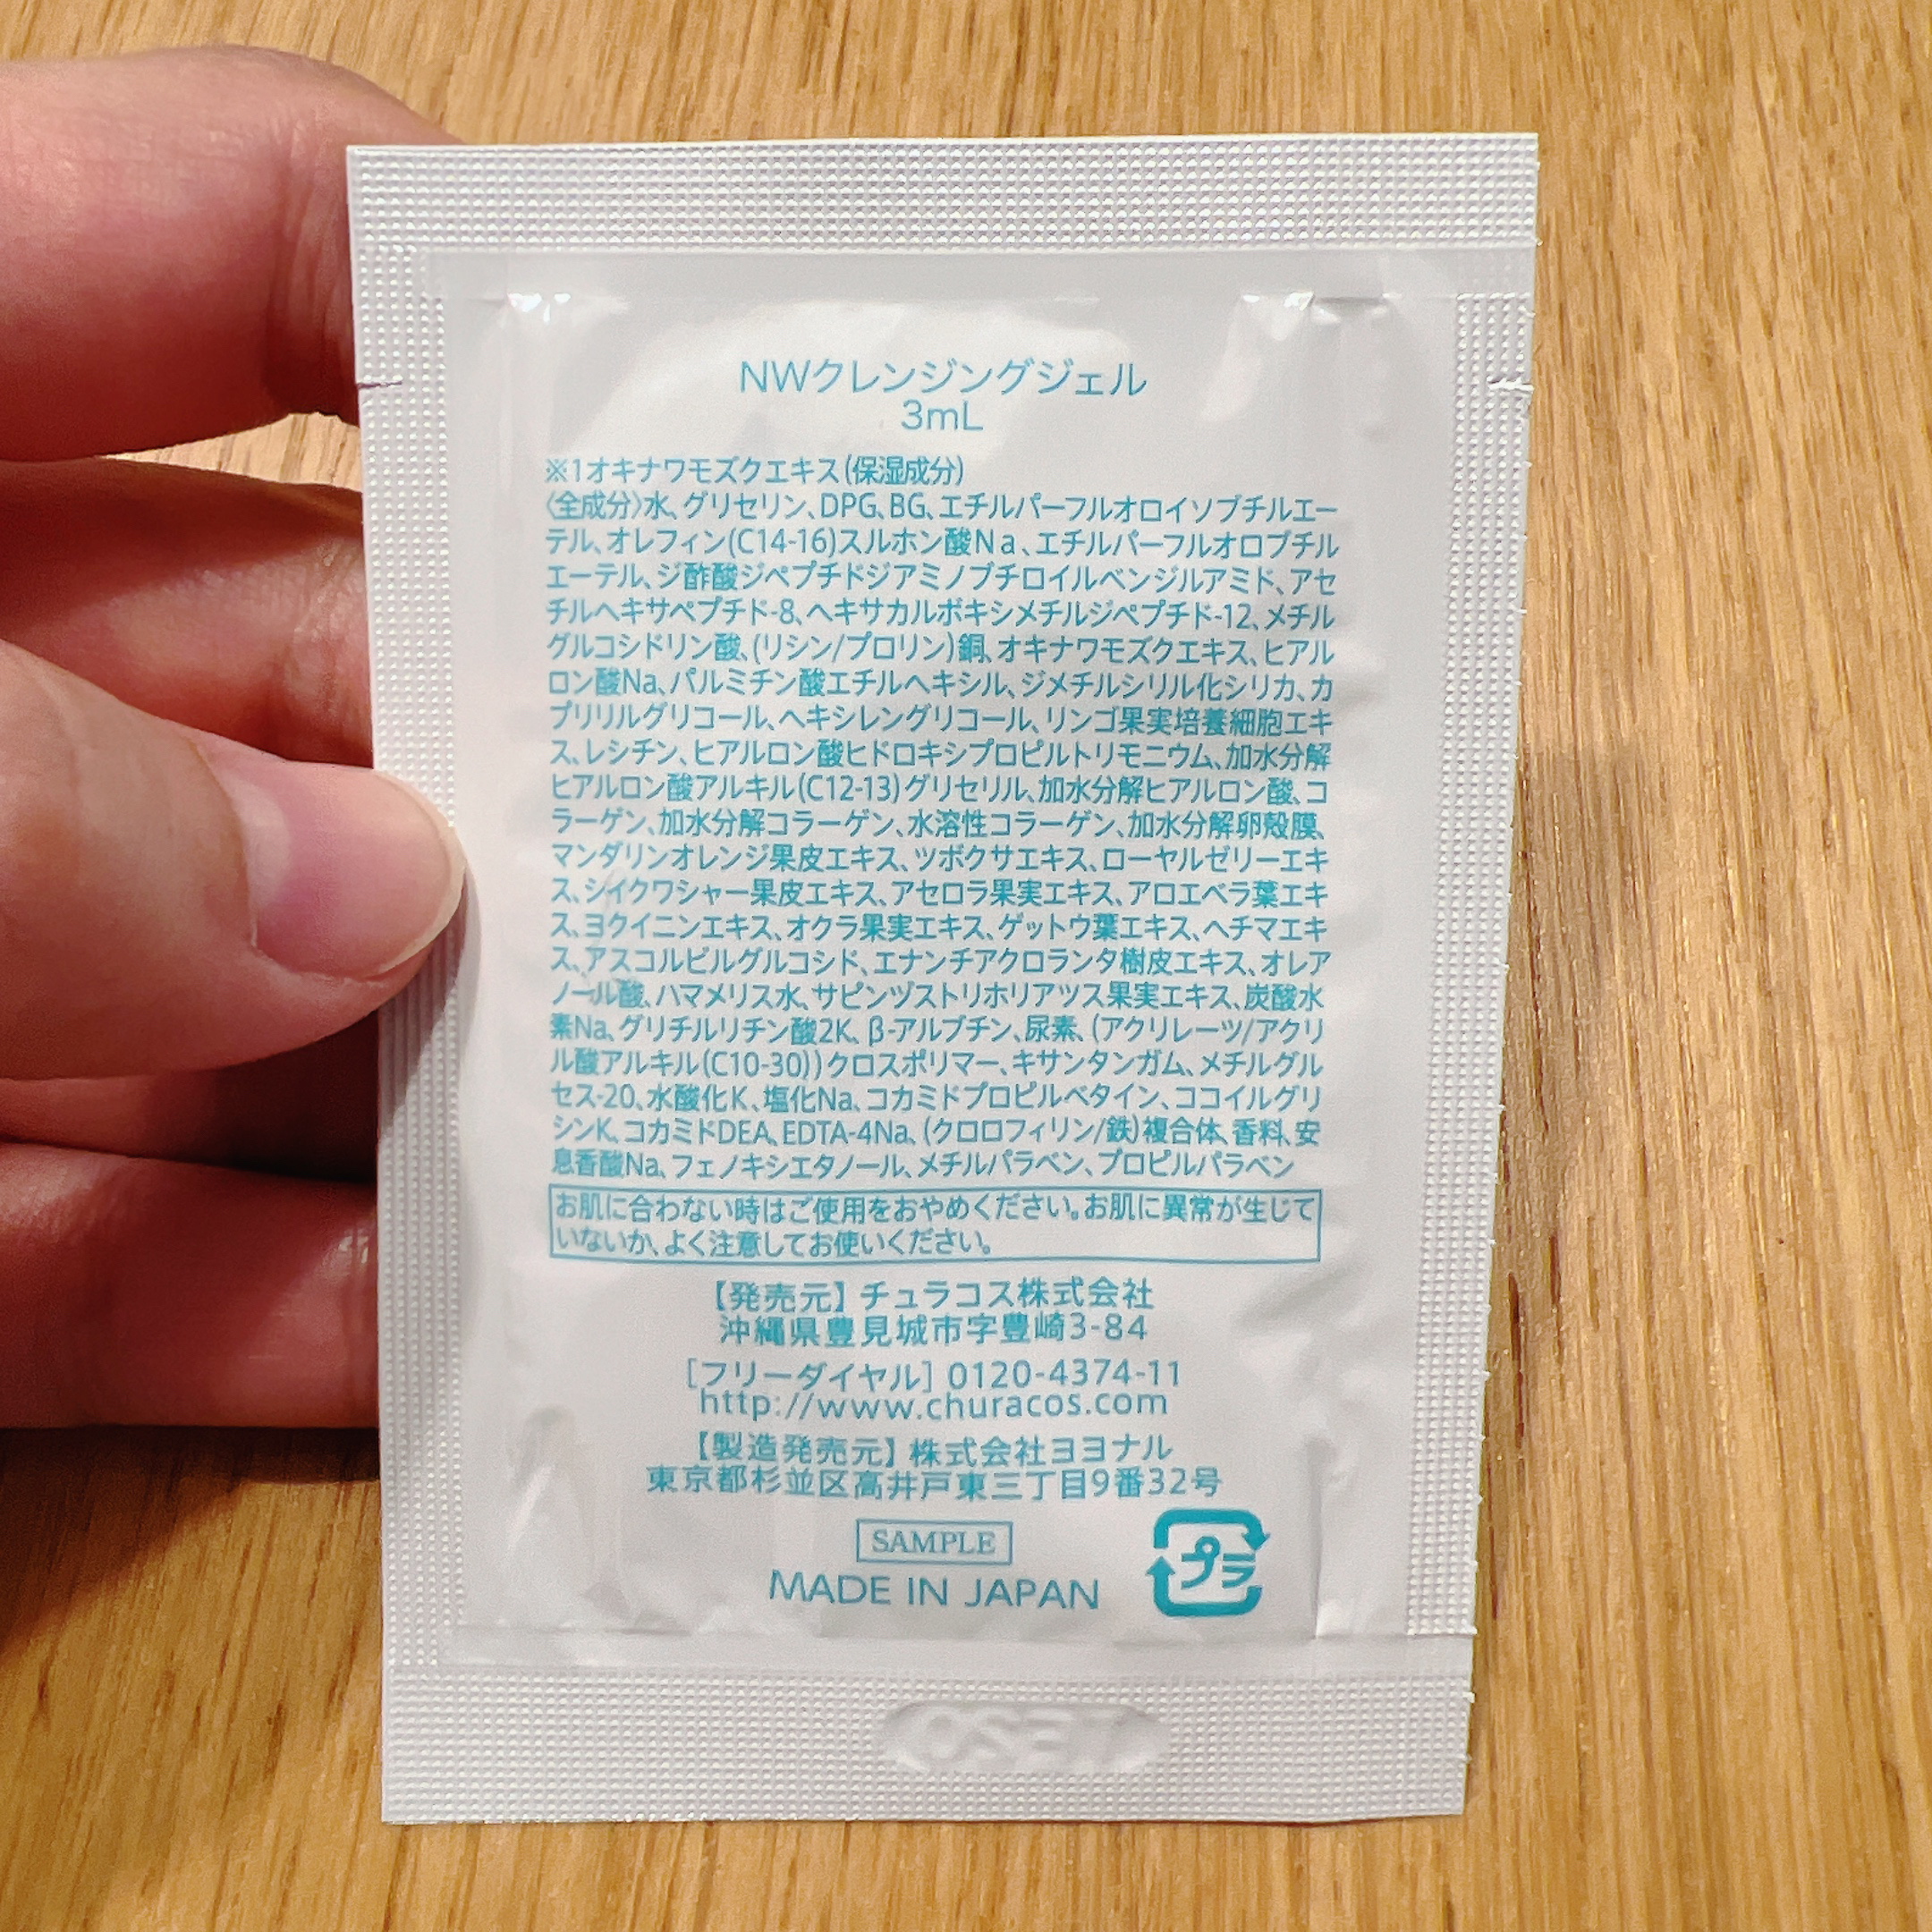 NWクレンジングジェル
3mL
※1オキナワモズクエキス(保湿成分)
〈全成分〉水、グリセリン、DPG、BG、エチルパーフルオロイソブチルエー
テル、オレフィン(C14-16)スルホン酸Ｎａ、エチルパーフルオロブチル
エーテル、ジ酢酸ジペプチドジアミノブチロイルベンジルアミド、アセ
チルヘキサペプチド-8、ヘキサカルボキシメチルジペプチド-12、メチル
グルコシドリン酸、(リシン/プロリン)銅、オキナワモズクエキス、ヒアル
ロン酸Na、パルミチン酸エチルヘキシル、ジメチルシリル化シリカ、カ
プリリルグリコール、ヘキシレングリコール、リンゴ果実培養細胞エキ
ス、レシチン、ヒアルロン酸ヒドロキシプロピルトリモニウム、加水分解
ヒアルロン酸アルキル(C12-13)グリセリル、加水分解ヒアルロン酸、コ
ラーゲン、加水分解コラーゲン、水溶性コラーゲン、加水分解卵殻膜、
マンダリンオレンジ果皮エキス、ツボクサエキス、ローヤルゼリーエキ
ス、シイクワシャー果皮エキス、アセロラ果実エキス、アロエベラ葉エキ
ス、ヨクイニンエキス、オクラ果実エキス、ゲットウ葉エキス、ヘチマエキ
ス、アスコルビルグルコシド、エナンチアクロランタ樹皮エキス、オレア
ノール酸、ハマメリス水、サピンヅストリホリアツス果実エキス、炭酸水
素Na、グリチルリチン酸2K、β-アルブチン、尿素、(アクリレーツ/アクリ
ル酸アルキル(C10-30))クロスポリマー、キサンタンガム、メチルグル
セス-20、水酸化K、塩化Na、コカミドプロピルベタイン、ココイルグリ
シンK、コカミドDEA、EDTA-4Na、(クロロフィリン/鉄)複合体、香料、安
息香酸Na、フェノキシエタノール、メチルパラベン、プロピルパラベン
お肌に合わない時はご使用をおやめください。お肌に異常が生じて
いないか、よく注意してお使いください。
【発売元】チュラコス株式会社
沖縄県豊見城市字豊崎3-84
［フリーダイヤル］0120-4374-11
http://www.churacos.com
【製造発売元】株式会社ヨヨナル
東京都杉並区高井戸東三丁目9番32号
SAMPLE
MADE IN JAPAN
プラ